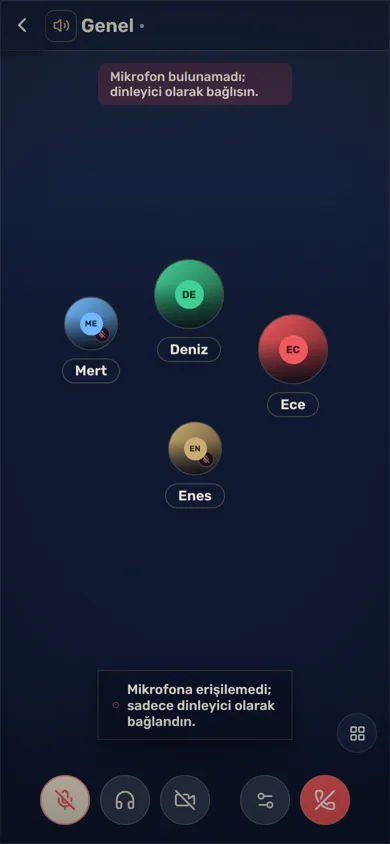 Genel
Mikrofon bulunamadı;
dinleyici olarak bağlısın.
DE
Deniz
ME
Mert
EC
Ece
EN
Enes
Mikrofona erişilemedi;
sadece dinleyici olarak
bağlandın.